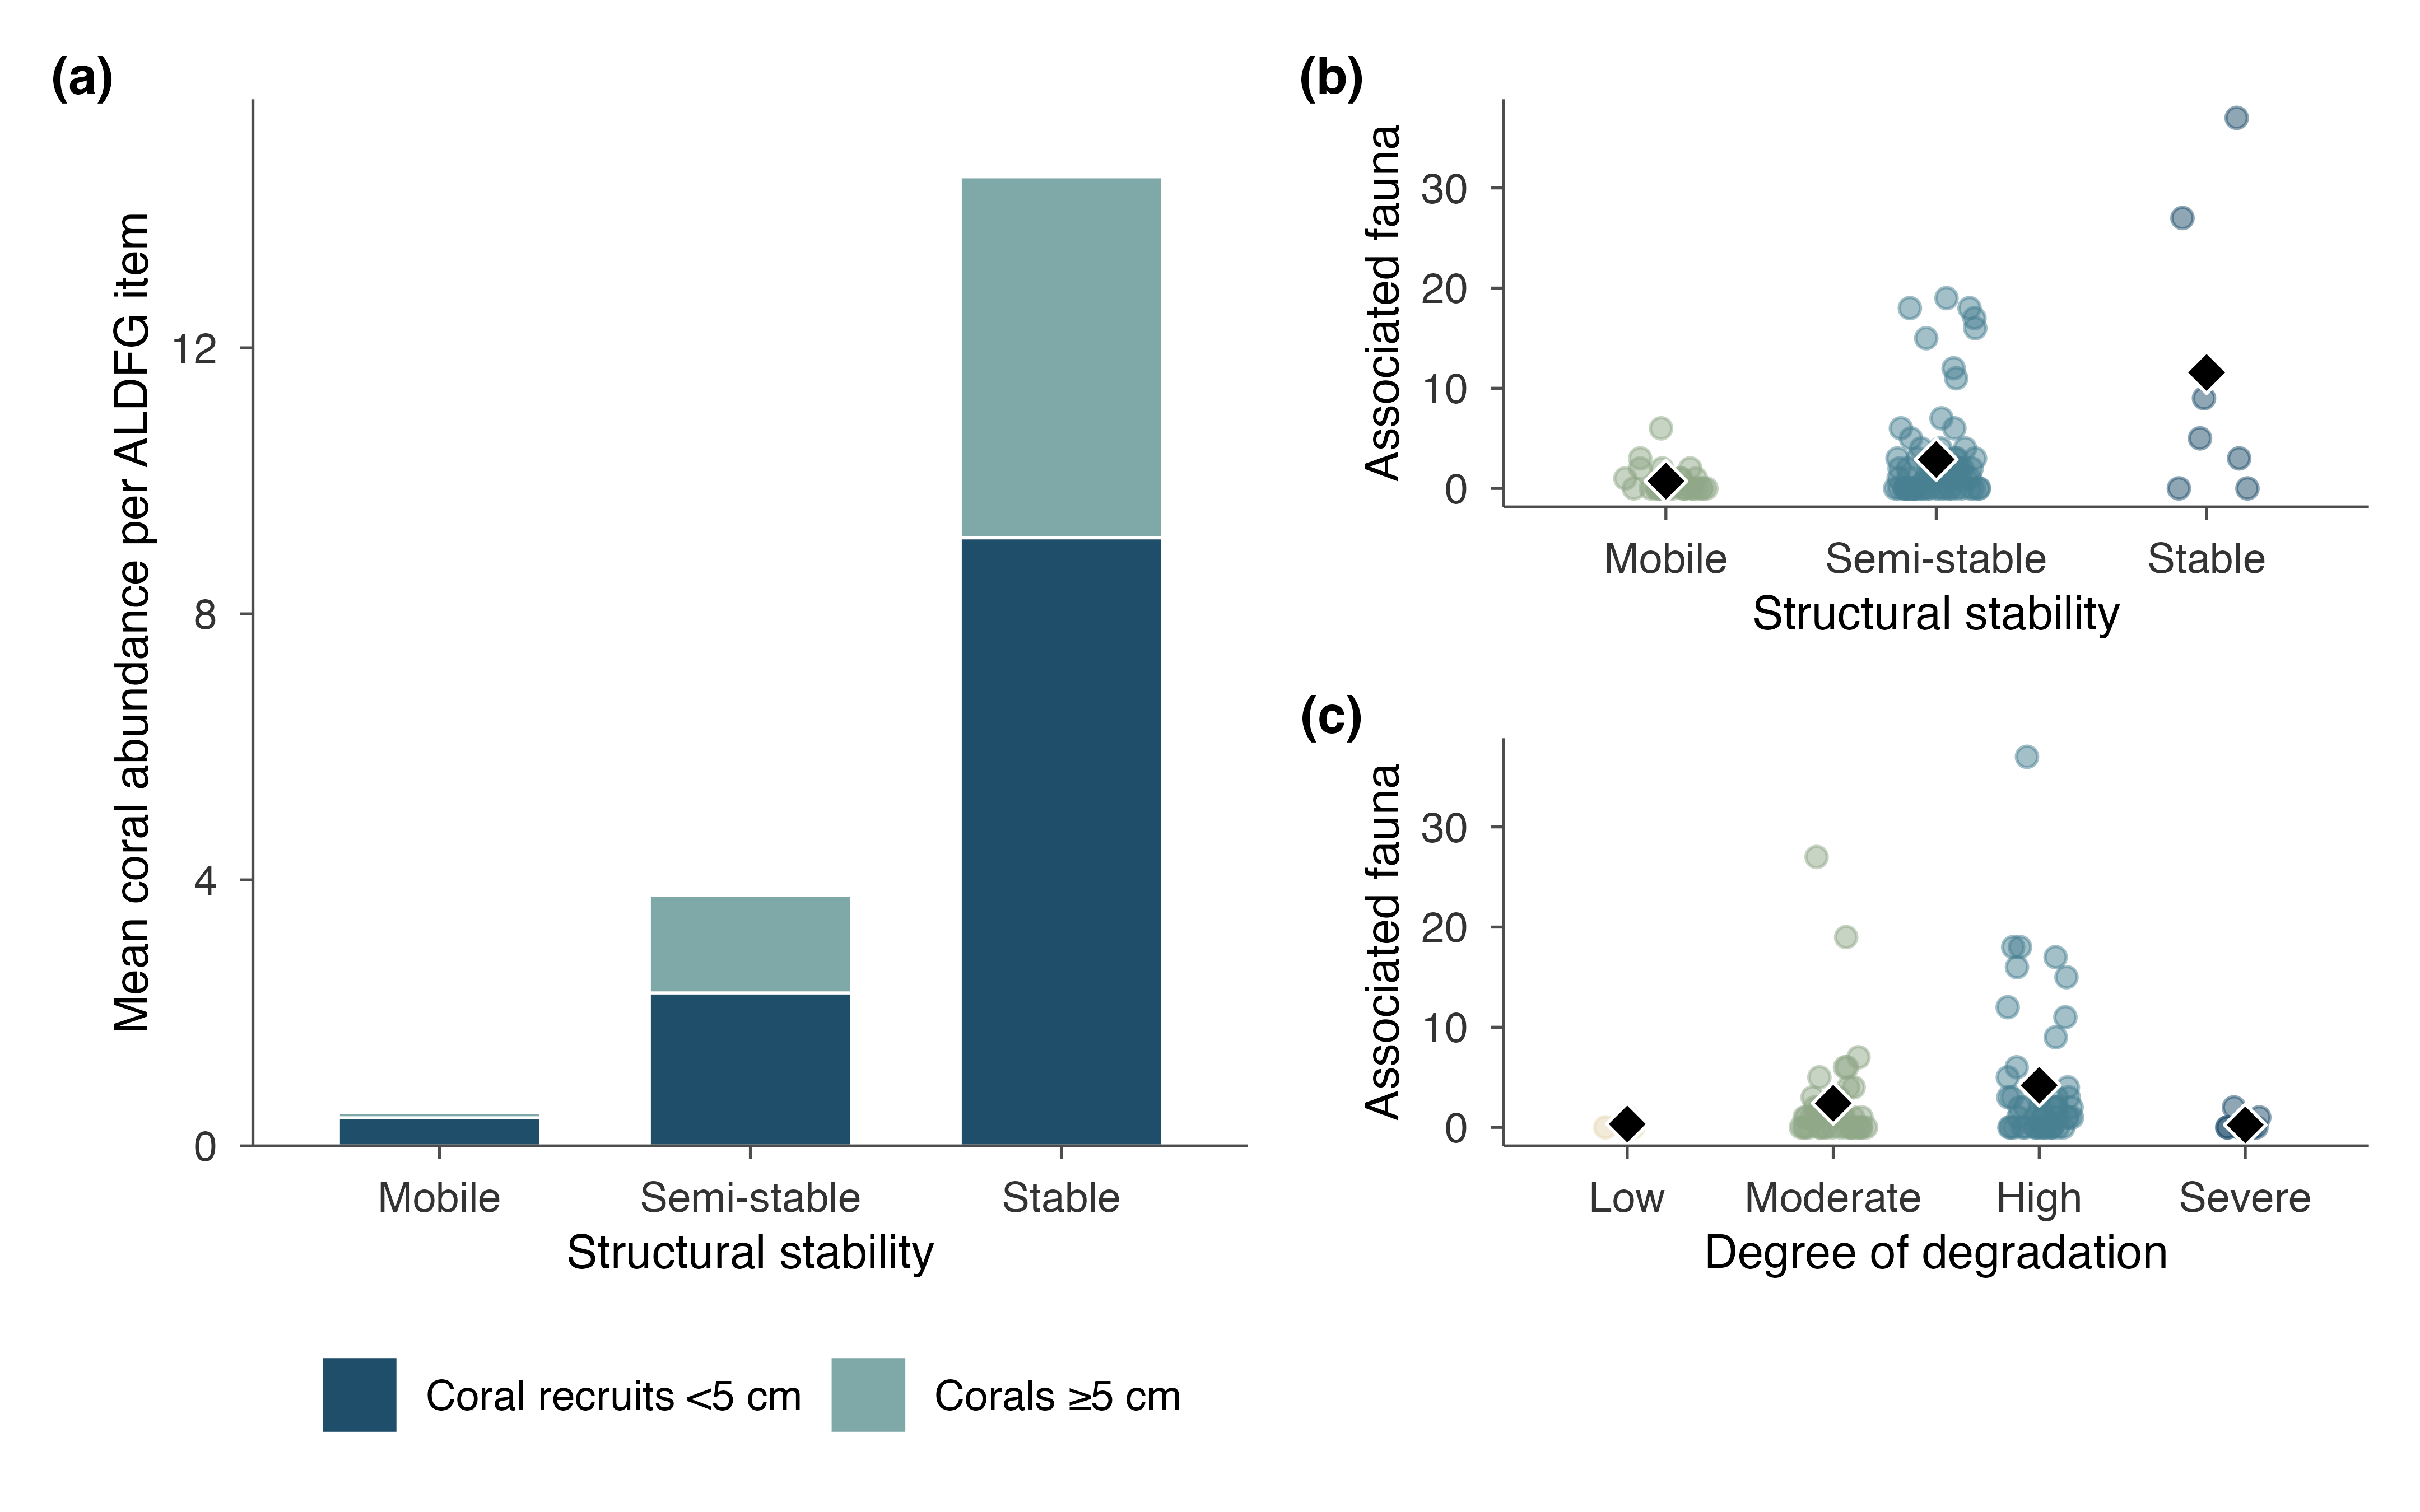 (a)
Mean coral abundance per ALDFG item
12
8
4
0
Mobile Semi-stable Stable
Structural stability
Coral recruits <5 cm Corals ≥5 cm
(b)
Associated fauna
30
20
10
0
Mobile Semi-stable Stable
Structural stability
(c)
Associated fauna
30
20
10
0
Low Moderate High Severe
Degree of degradation